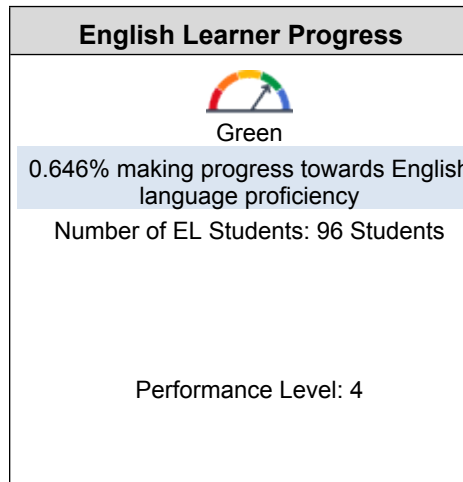 English Learner Progress
Green
0.646% making progress towards English
language proficiency
Number of EL Students: 96 Students
Performance Level: 4